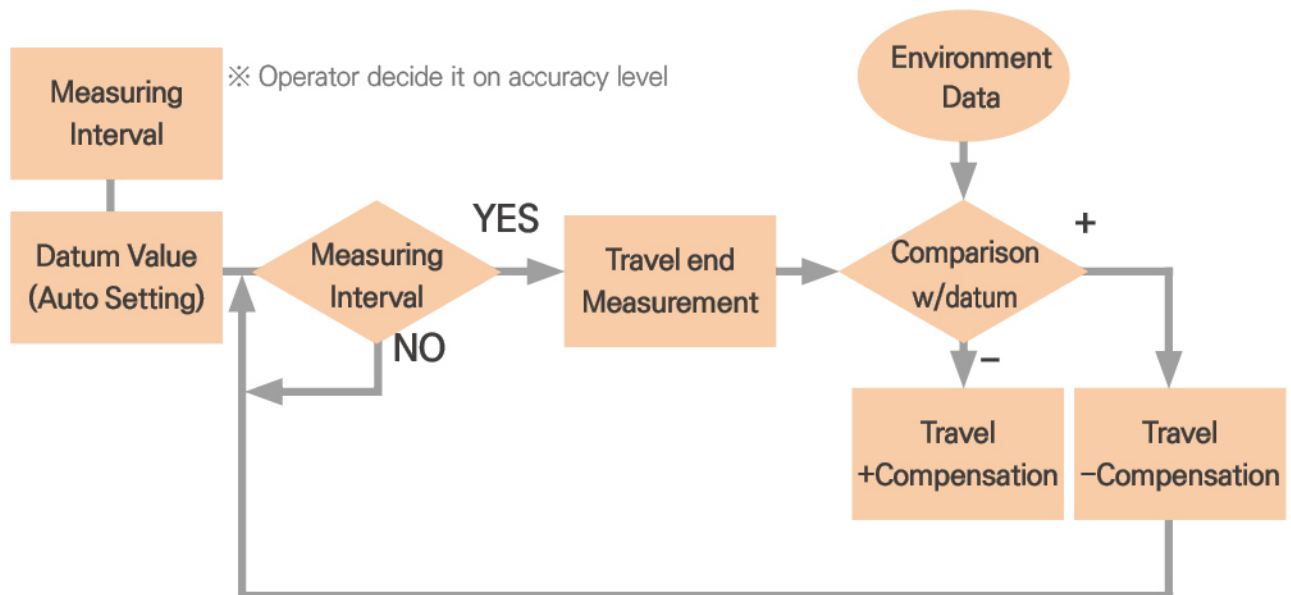 Measuring
Interval
※ Operator decide it on accuracy level
Environment
Data
Datum Value
(Auto Setting)
Measuring
Interval
YES
NO
Travel end
Measurement
Comparison
w/datum
+
−
Travel
+Compensation
Travel
−Compensation